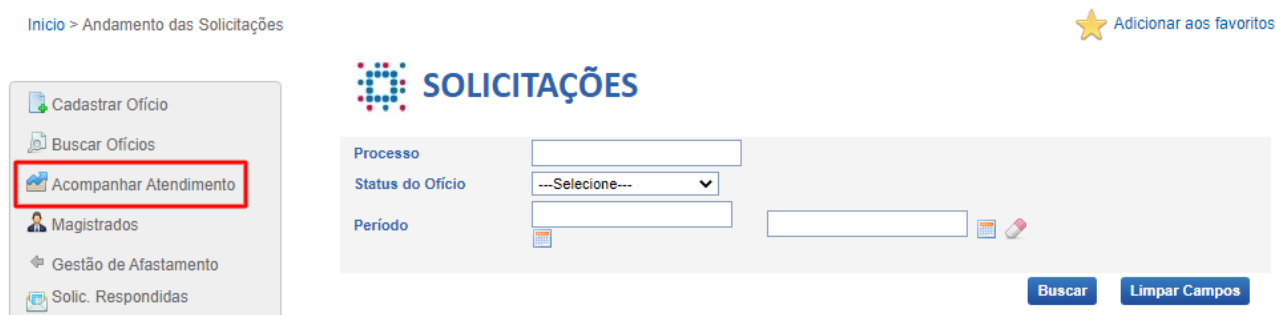 Inicio > Andamento das Solicitações
Adicionar aos favoritos
Cadastrar Ofício
Buscar Ofícios
Acompanhar Atendimento
Magistrados
Gestão de Afastamento
Solic. Respondidas
SOLICITAÇÕES
Processo
Status do Ofício
---Selecione---
Período
Buscar
Limpar Campos